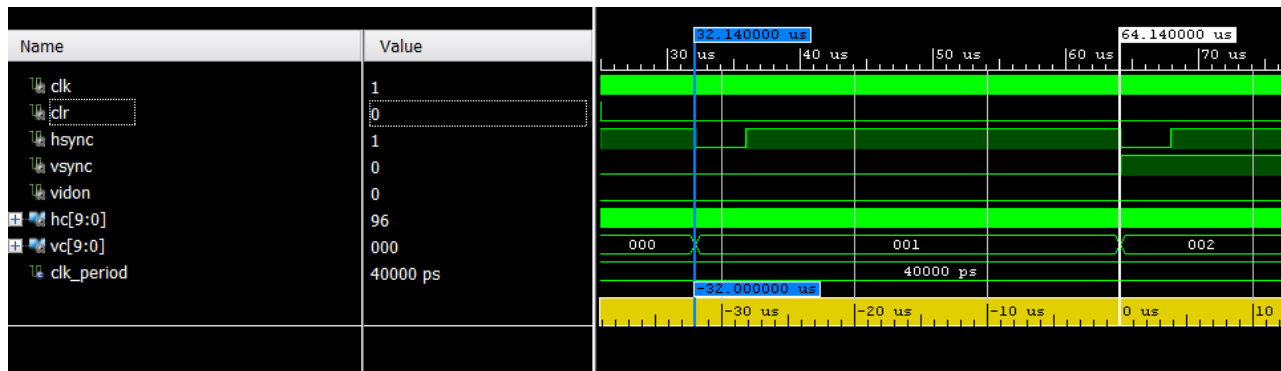 Name Value 32.140000 us 64.140000 us
30 us 40 us 50 us 60 us 70 us
clk 1
clr 0
hsync 1
vsync 0
vidon 0
hc[9:0] 96
vc[9:0] 000 000 001 002
clk_period 40000 ps 40000 ps
-32.000000 us
-30 us -20 us -10 us 0 us 10